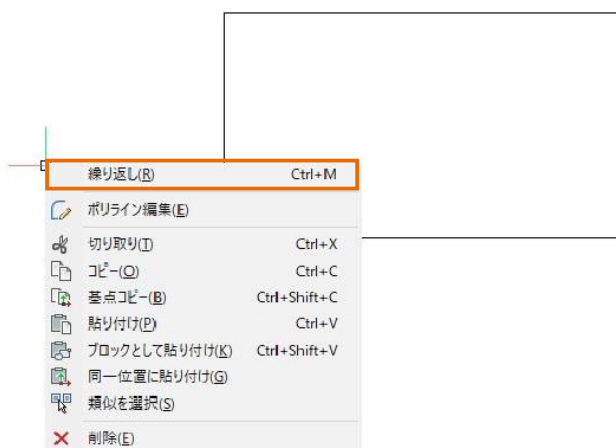 繰り返し(R) Ctrl+M
ポリライン編集(E)
切り取り(T) Ctrl+X
コピー(O) Ctrl+C
基点コピー(B) Ctrl+Shift+C
貼り付け(P) Ctrl+V
ブロックとして貼り付け(K) Ctrl+Shift+V
同一位置に貼り付け(G)
類似を選択(S)
削除(E)